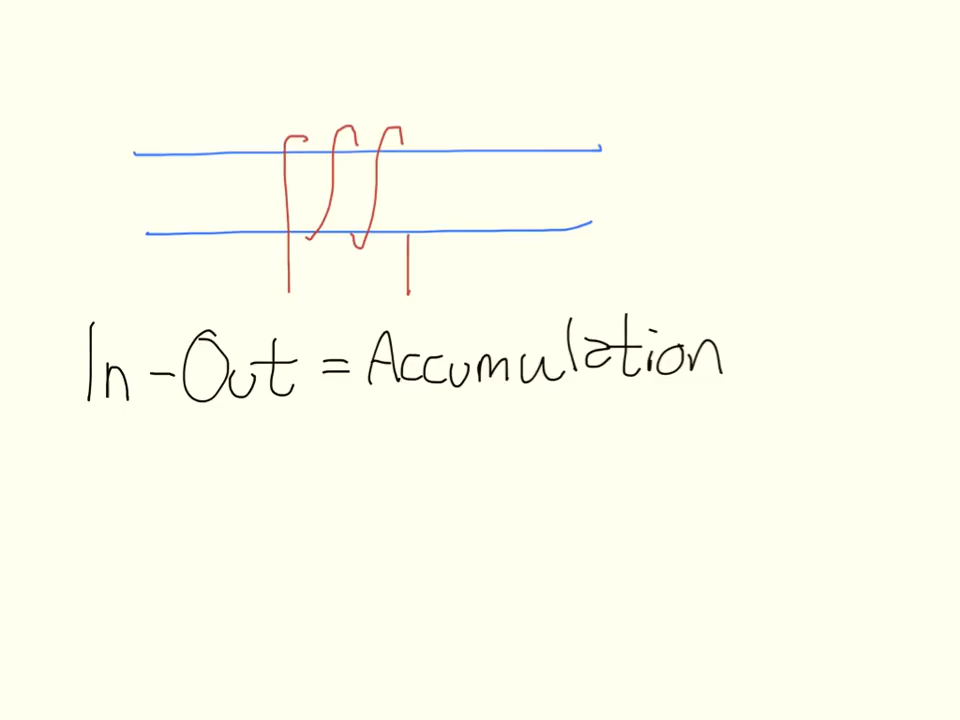 In - Out = Accumulation